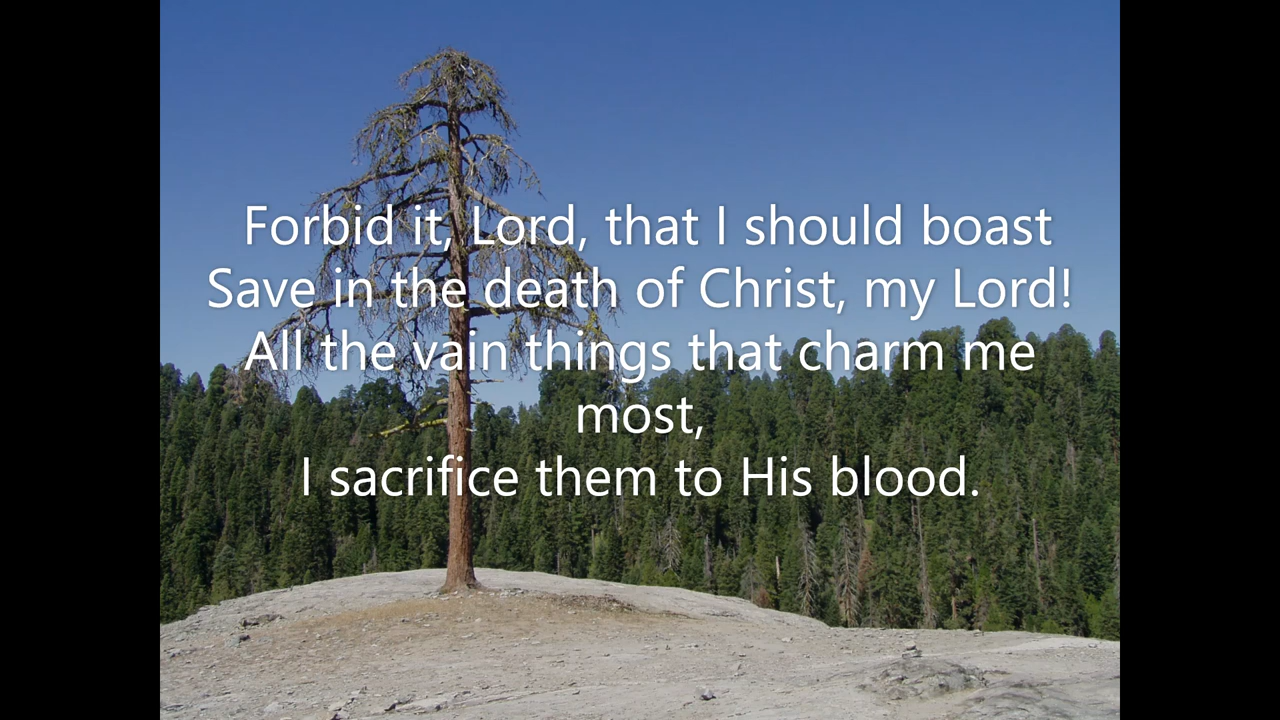 Forbid it, Lord, that I should boast
Save in the death of Christ, my Lord!
All the vain things that charm me
most,
I sacrifice them to His blood.